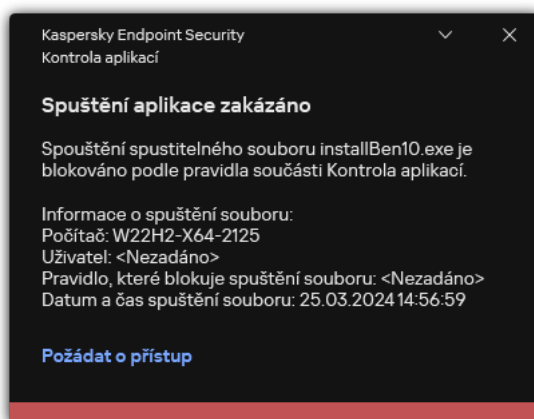 Kaspersky Endpoint Security
Kontrola aplikací
Spuštění aplikace zakázáno
Spouštění spustitelného souboru installBen10.exe je
blokováno podle pravidla součásti Kontrola aplikací.
Informace o spuštění souboru:
Počítač: W22H2-X64-2125
Uživatel: <Nezadáno>
Pravidlo, které blokuje spuštění souboru: <Nezadáno>
Datum a čas spuštění souboru: 25.03.2024 14:56:59
Požádat o přístup